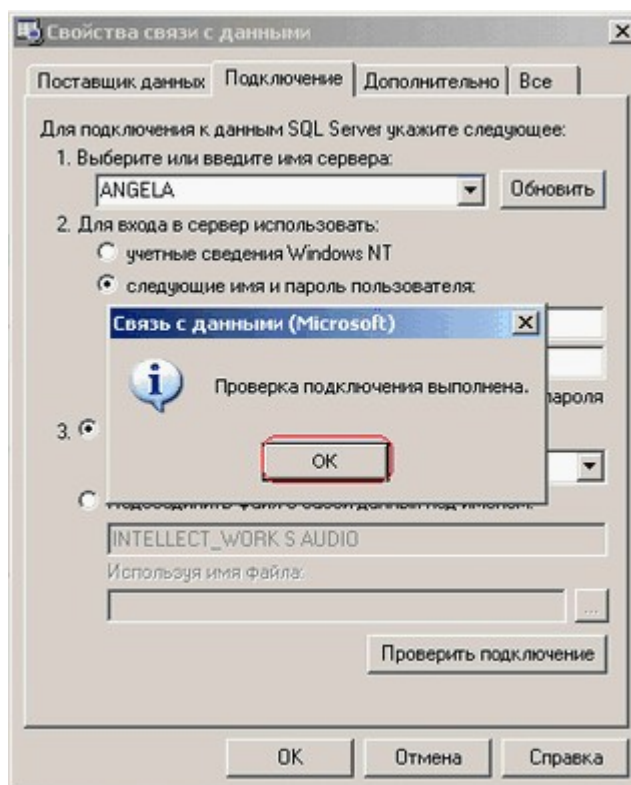 Свойства связи с данными
Поставщик данных Подключение Дополнительно Все
Для подключения к данным SQL Server укажите следующее:
1. Выберите или введите имя сервера:
ANGELA Обновить
2. Для входа в сервер использовать:
учетные сведения Windows NT
следующие имя и пароль пользователя:
Связь с данными (Microsoft)
Проверка подключения выполнена.
пароля
3.
OK
INTELLECT_WORK S AUDIO
Используя имя файла:
...
Проверить подключение
OK Отмена Справка